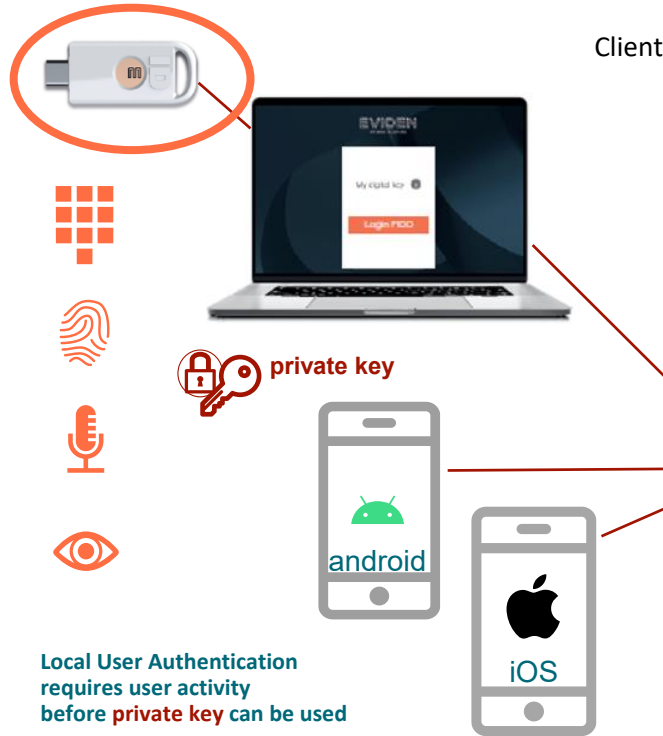 Client
m
EVIDEN
My digital key
Login MOD
private key
android
iOS
Local User Authentication
requires user activity
before private key can be used